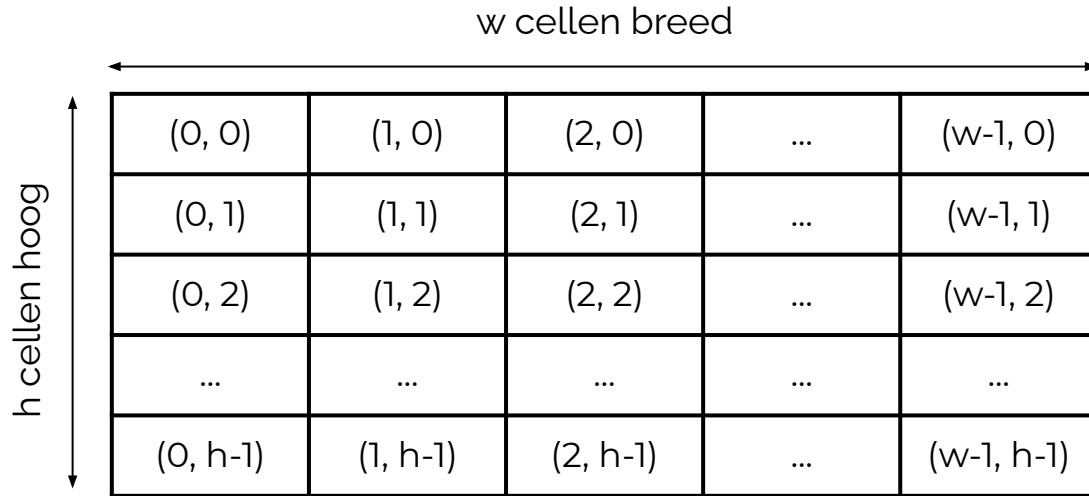 w cellen breed
h cellen hoog
(0, 0) (1, 0) (2, 0) ... (w-1, 0)
(0, 1) (1, 1) (2, 1) ... (w-1, 1)
(0, 2) (1, 2) (2, 2) ... (w-1, 2)
... ... ... ... ...
(0, h-1) (1, h-1) (2, h-1) ... (w-1, h-1)